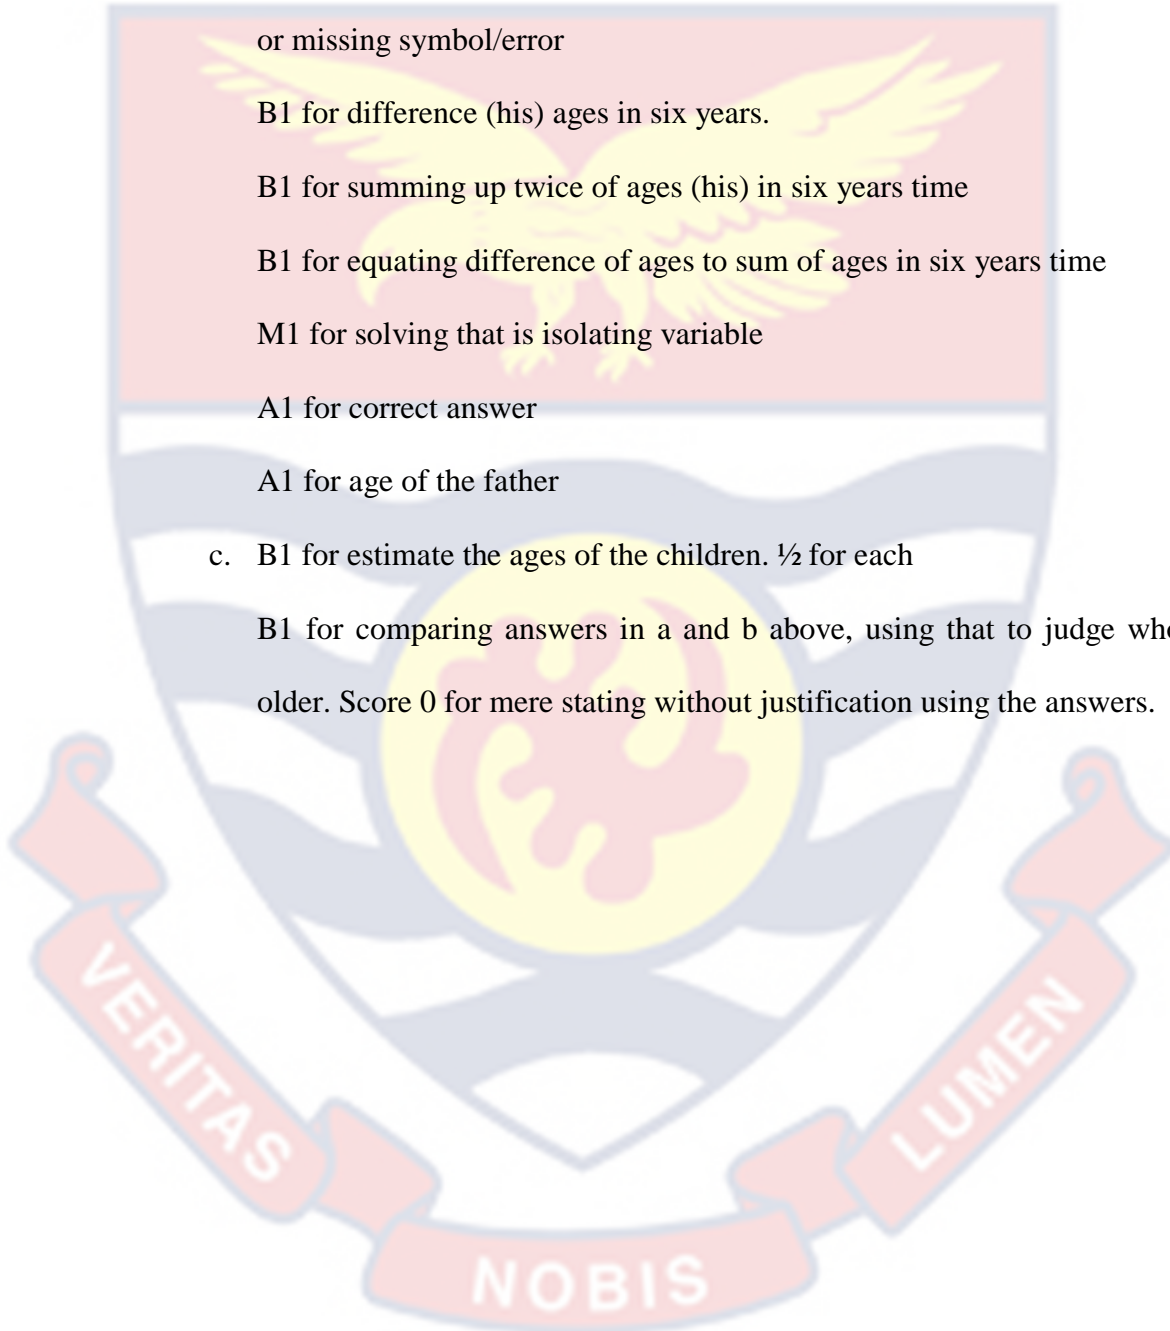 or missing symbol/error
B1 for difference (his) ages in six years.
B1 for summing up twice of ages (his) in six years time
B1 for equating difference of ages to sum of ages in six years time
M1 for solving that is isolating variable
A1 for correct answer
A1 for age of the father
c. B1 for estimate the ages of the children. ½ for each
B1 for comparing answers in a and b above, using that to judge who
older. Score 0 for mere stating without justification using the answers.
VERITAS
NOBIS
LUMEN